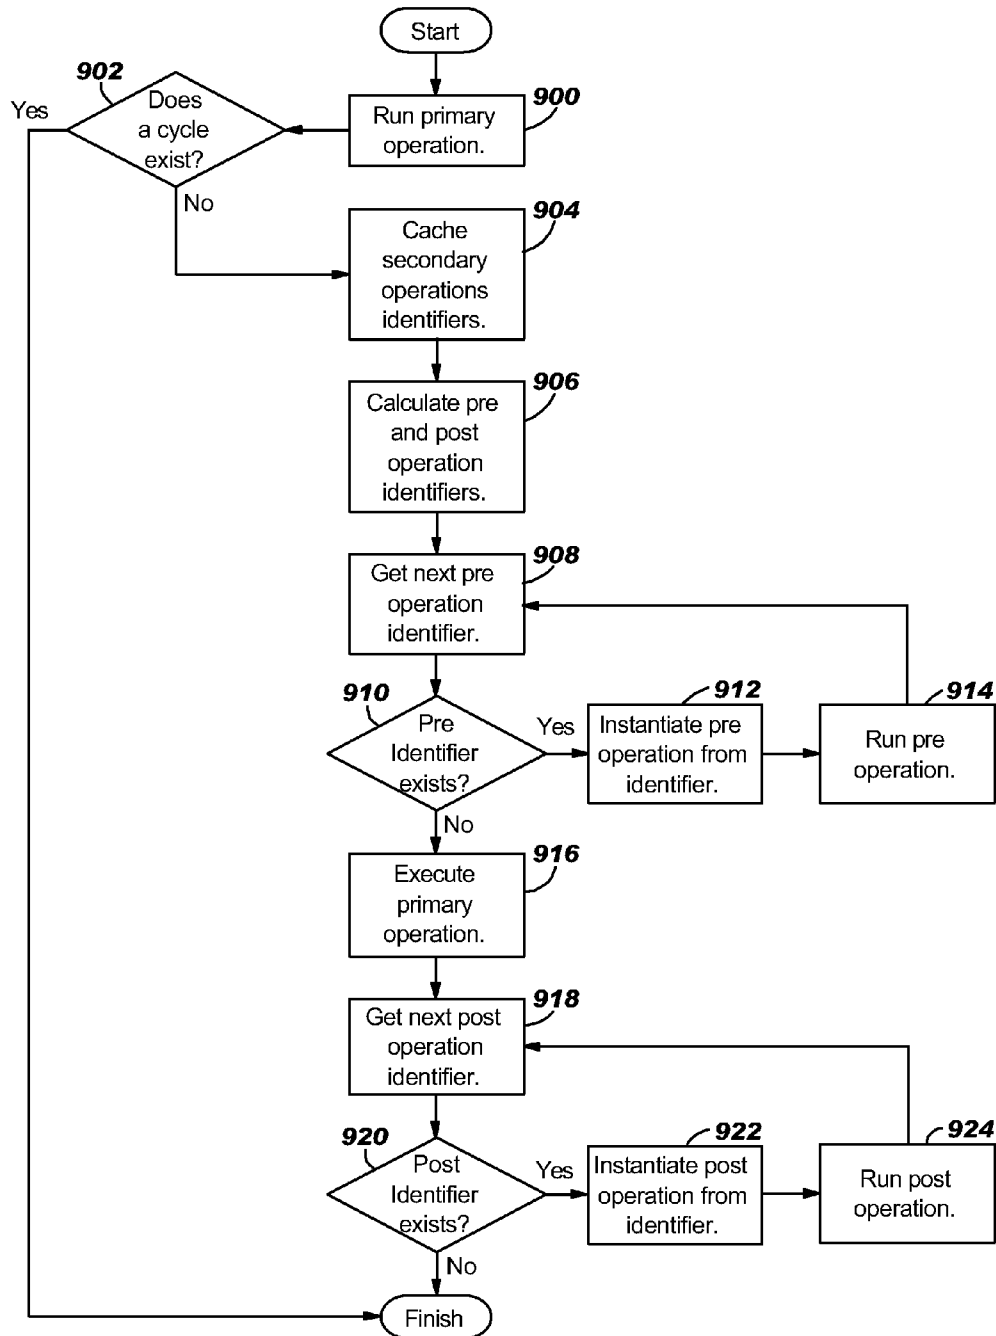 Start
900
Run primary
operation.
902
Yes
Does
a cycle
exist?
No
904
Cache
secondary
operations
identifiers.
906
Calculate pre
and post
operation
identifiers.
908
Get next pre
operation
identifier.
910
Pre
Identifier
exists?
Yes
912
Instantiate pre
operation from
identifier.
914
Run pre
operation.
No
916
Execute
primary
operation.
918
Get next post
operation
identifier.
920
Post
Identifier
exists?
Yes
922
Instantiate post
operation from
identifier.
924
Run post
operation.
No
Finish